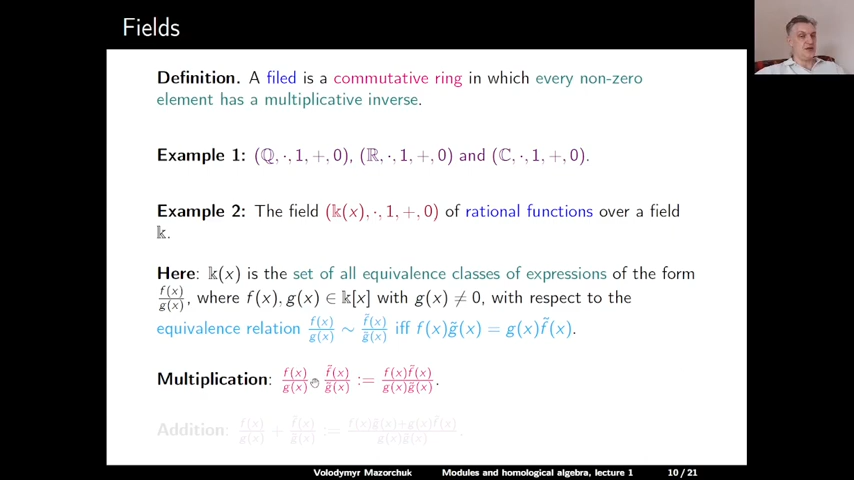 Fields
Definition. A filed is a commutative ring in which every non-zero
element has a multiplicative inverse.
Example 1: (ℚ, ·, 1, +, 0), (ℝ, ·, 1, +, 0) and (ℂ, ·, 1, +, 0).
Example 2: The field (𝕜(x), ·, 1, +, 0) of rational functions over a field
𝕜.
Here: 𝕜(x) is the set of all equivalence classes of expressions of the form
f(x)/g(x), where f(x), g(x) ∈ 𝕜[x] with g(x) ≠ 0, with respect to the
equivalence relation f(x)/g(x) ∼ f̃(x)/g̃(x) iff f(x)g̃(x) = g(x)f̃(x).
Multiplication: f(x)/g(x) · f̃(x)/g̃(x) := f(x)f̃(x)/g(x)g̃(x).
Addition: f(x)/g(x) + f̃(x)/g̃(x) := f(x)g̃(x)+g(x)f̃(x)/g(x)g̃(x).
Volodymyr Mazorchuk Modules and homological algebra, lecture 1 10 / 21